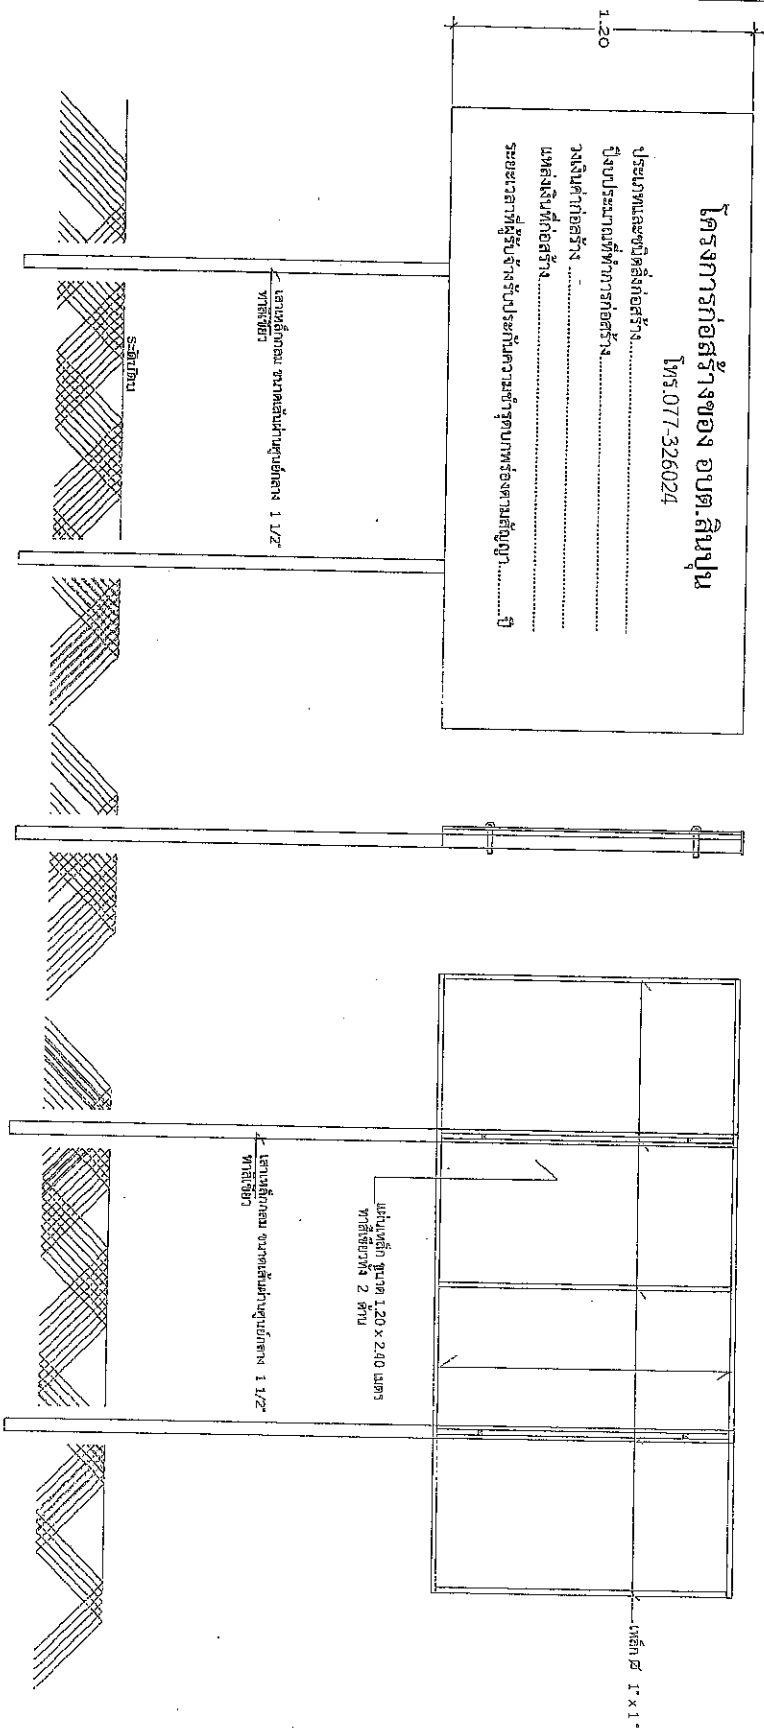 โครงการก่อสร้างของ อบต.สินปุน
โทร.077-326024
ประเภทและชนิดสิ่งก่อสร้าง..............................
ปีงบประมาณที่ทำการก่อสร้าง..............................
วงเงินค่าก่อสร้าง..............................
แหล่งเงินที่ก่อสร้าง..............................
ระยะเวลาที่ผู้รับจ้างรับประกันความชำรุดบกพร่องตามสัญญา..........ปี
1.20
เสาเหล็กกลม ขนาดเส้นผ่านศูนย์กลาง 1 1/2"
ทาสีเขียว
ระดับดิน
เหล็ก 1" x 1"
แผ่นเหล็ก ขนาด 1.20 x 2.40 เมตร
ทาสีเขียวทั้ง 2 ด้าน
เสาเหล็กกลม ขนาดเส้นผ่านศูนย์กลาง 1 1/2"
ทาสีเขียว